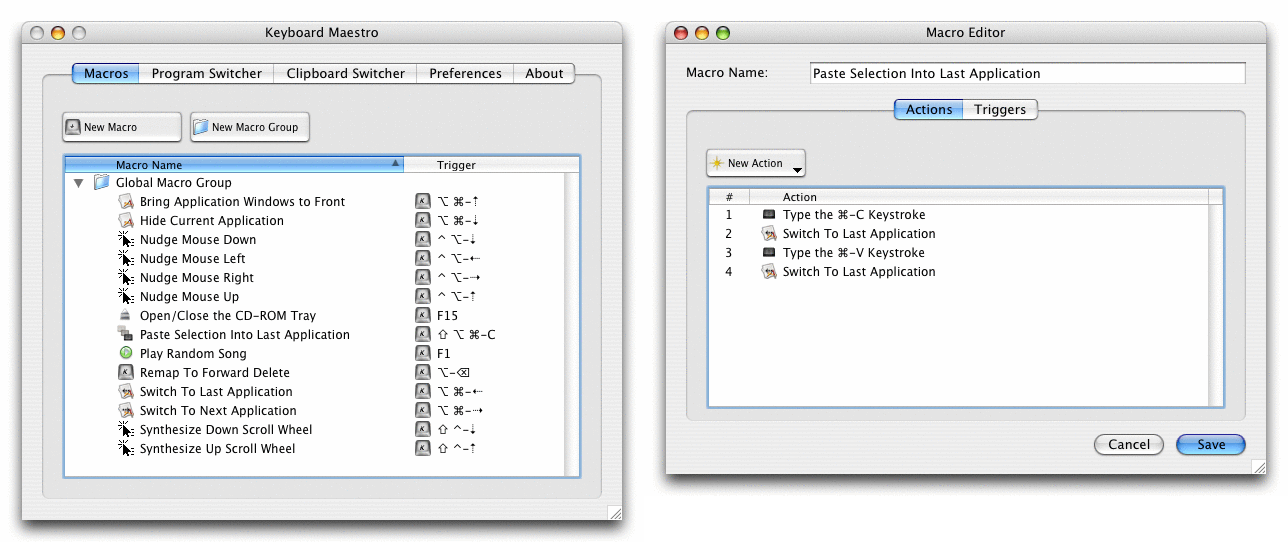 Keyboard Maestro
Macros Program Switcher Clipboard Switcher Preferences About
New Macro New Macro Group
Macro Name Trigger
Global Macro Group
Bring Application Windows to Front K ⌥ ⌘-⇡
Hide Current Application K ⌥ ⌘-⇣
Nudge Mouse Down K ^ ⌥-⇣
Nudge Mouse Left K ^ ⌥-⇠
Nudge Mouse Right K ^ ⌥-⇢
Nudge Mouse Up K ^ ⌥-⇡
Open/Close the CD-ROM Tray K F15
Paste Selection Into Last Application K ⇧ ⌥ ⌘-C
Play Random Song K F1
K Remap To Forward Delete K ⌥-⌫
Switch To Last Application K ⌥ ⌘-⇠
Switch To Next Application K ⌥ ⌘-⇢
Synthesize Down Scroll Wheel K ⇧ ^-⇣
Synthesize Up Scroll Wheel K ⇧ ^-⇡
Macro Editor
Macro Name: Paste Selection Into Last Application
Actions Triggers
New Action
# Action
1 Type the ⌘-C Keystroke
2 Switch To Last Application
3 Type the ⌘-V Keystroke
4 Switch To Last Application
Cancel Save